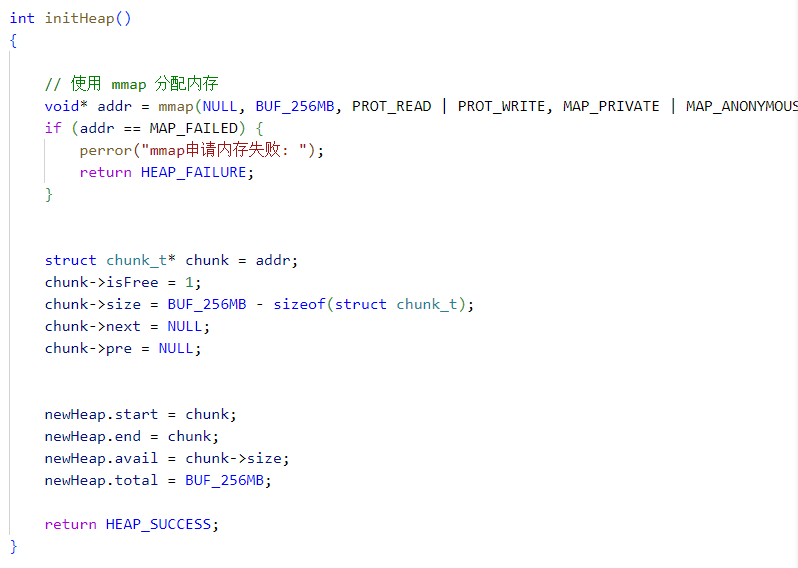 int initHeap()
{
// 使用 mmap 分配内存
void* addr = mmap(NULL, BUF_256MB, PROT_READ | PROT_WRITE, MAP_PRIVATE | MAP_ANONYMOUS
if (addr == MAP_FAILED) {
perror("mmap申请内存失败: ");
return HEAP_FAILURE;
}
struct chunk_t* chunk = addr;
chunk->isFree = 1;
chunk->size = BUF_256MB - sizeof(struct chunk_t);
chunk->next = NULL;
chunk->pre = NULL;
newHeap.start = chunk;
newHeap.end = chunk;
newHeap.avail = chunk->size;
newHeap.total = BUF_256MB;
return HEAP_SUCCESS;
}